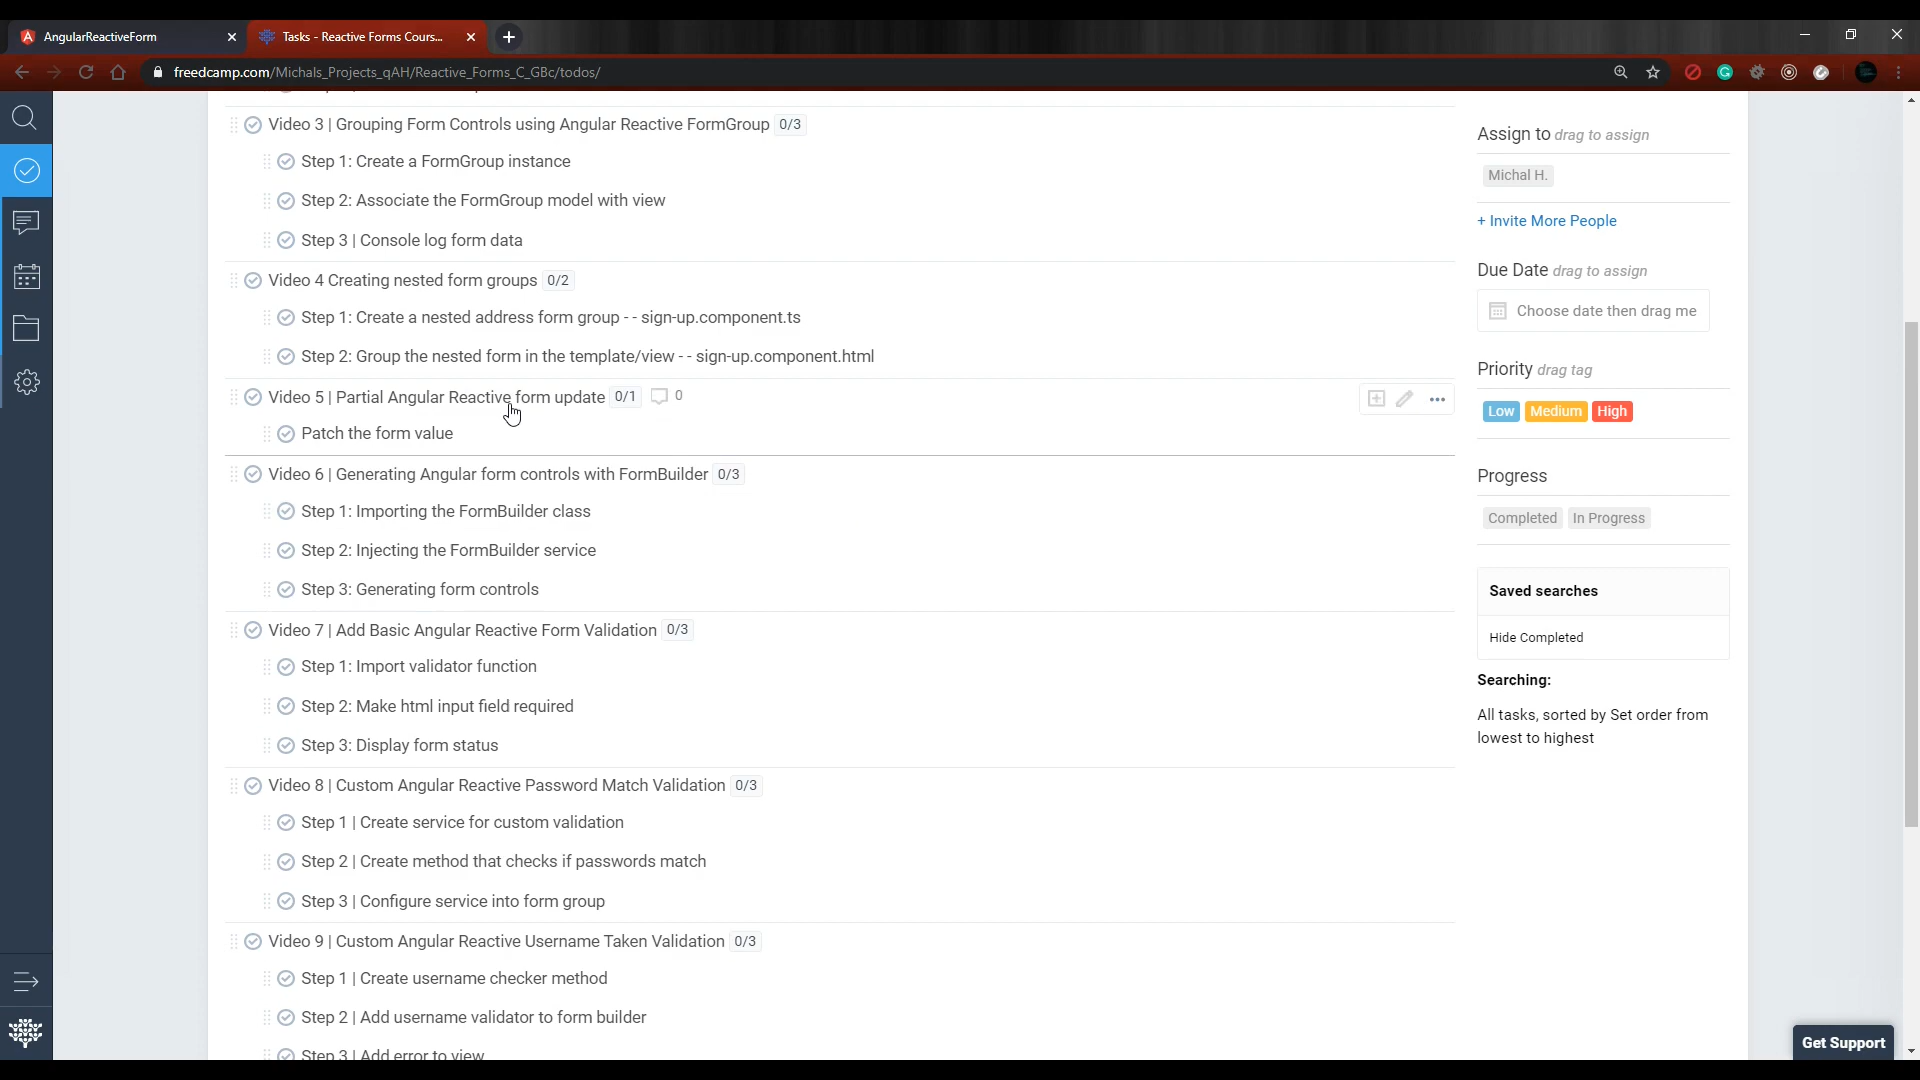 AngularReactiveForm
Tasks - Reactive Forms Cours...
freedcamp.com/Michals_Projects_qAH/Reactive_Forms_C_GBc/todos/
Video 3 | Grouping Form Controls using Angular Reactive FormGroup 0/3
Step 1: Create a FormGroup instance
Step 2: Associate the FormGroup model with view
Step 3 | Console log form data
Video 4 Creating nested form groups 0/2
Step 1: Create a nested address form group - - sign-up.component.ts
Step 2: Group the nested form in the template/view - - sign-up.component.html
Video 5 | Partial Angular Reactive form update 0/1 0
Patch the form value
Video 6 | Generating Angular form controls with FormBuilder 0/3
Step 1: Importing the FormBuilder class
Step 2: Injecting the FormBuilder service
Step 3: Generating form controls
Video 7 | Add Basic Angular Reactive Form Validation 0/3
Step 1: Import validator function
Step 2: Make html input field required
Step 3: Display form status
Video 8 | Custom Angular Reactive Password Match Validation 0/3
Step 1 | Create service for custom validation
Step 2 | Create method that checks if passwords match
Step 3 | Configure service into form group
Video 9 | Custom Angular Reactive Username Taken Validation 0/3
Step 1 | Create username checker method
Step 2 | Add username validator to form builder
Step 3 | Add error to view
Assign to drag to assign
Michal H.
+ Invite More People
Due Date drag to assign
Choose date then drag me
Priority drag tag
Low Medium High
Progress
Completed In Progress
Saved searches
Hide Completed
Searching:
All tasks, sorted by Set order from
lowest to highest
Get Support